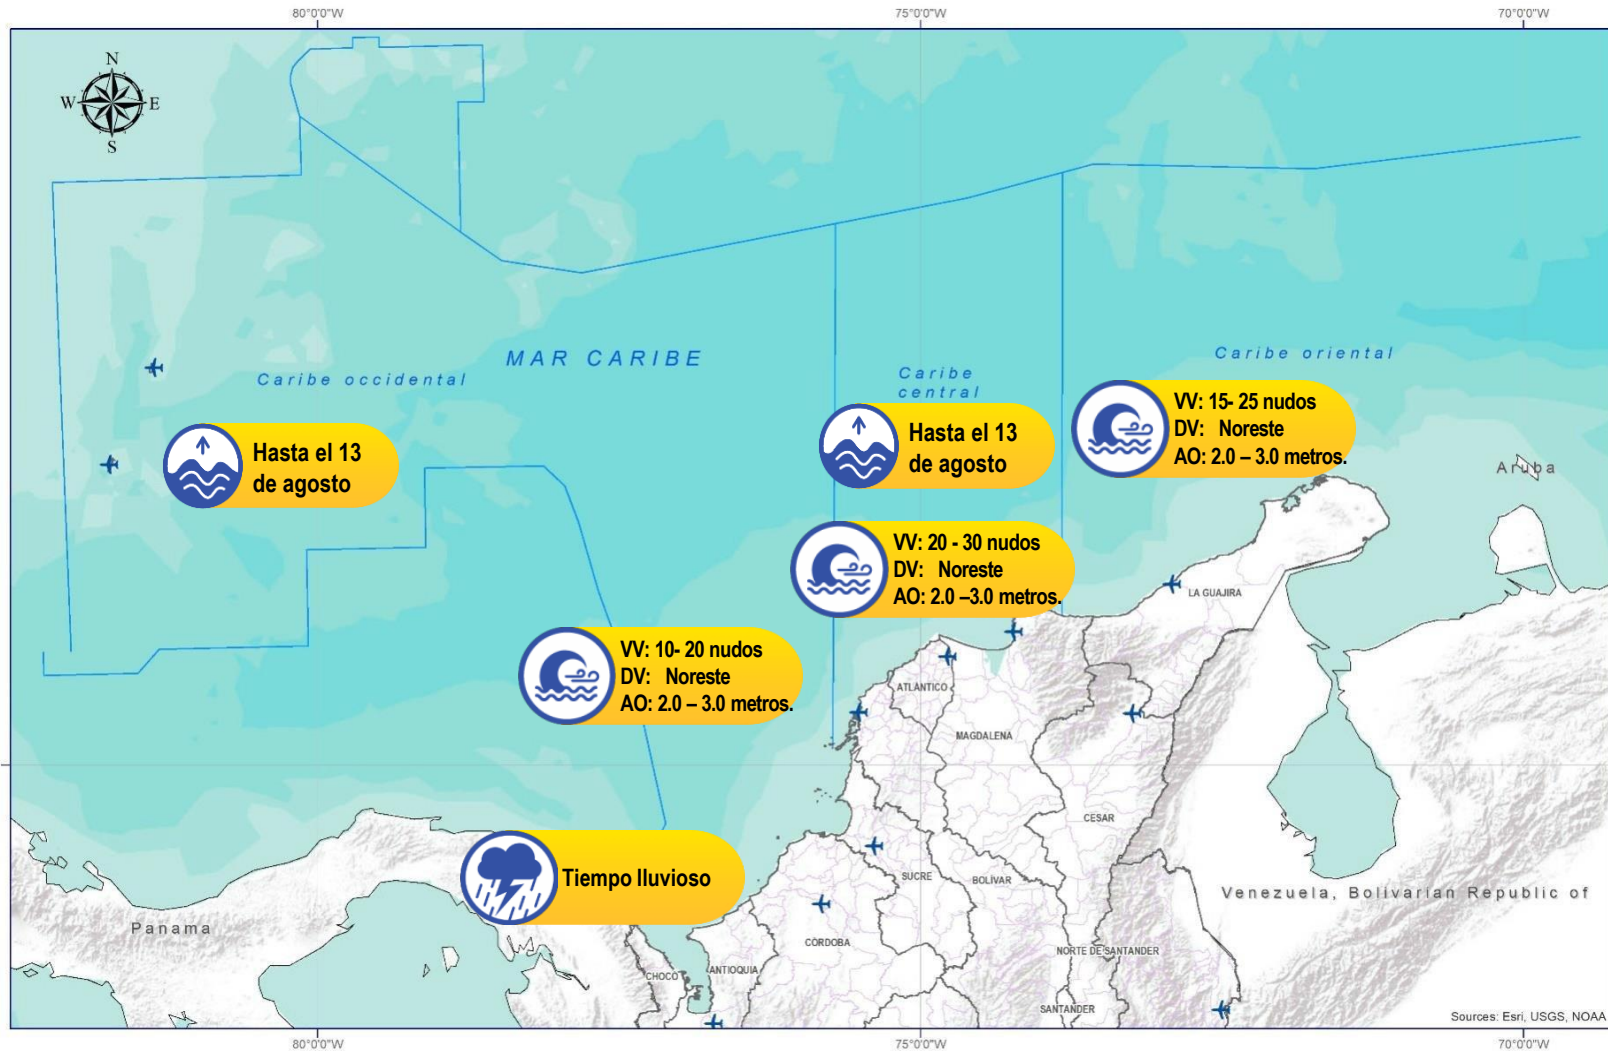 80°0'0"W
75°0'0"W
70°0'0"W
N
W
E
S
MAR CARIBE
Caribe occidental
Caribe
central
Caribe oriental
Hasta el 13
de agosto
Hasta el 13
de agosto
VV: 15- 25 nudos
DV: Noreste
AO: 2.0 – 3.0 metros.
Aruba
VV: 20 - 30 nudos
DV: Noreste
AO: 2.0 –3.0 metros.
LA GUAJIRA
VV: 10- 20 nudos
DV: Noreste
AO: 2.0 – 3.0 metros.
ATLÁNTICO
MAGDALENA
CESAR
Tiempo lluvioso
SUCRE
BOLÍVAR
Venezuela, Bolivarian Republic of
Panama
CÓRDOBA
NORTE DE SANTANDER
CHOCÓ
ANTIOQUIA
SANTANDER
Sources: Esri, USGS, NOAA
80°0'0"W
75°0'0"W
70°0'0"W